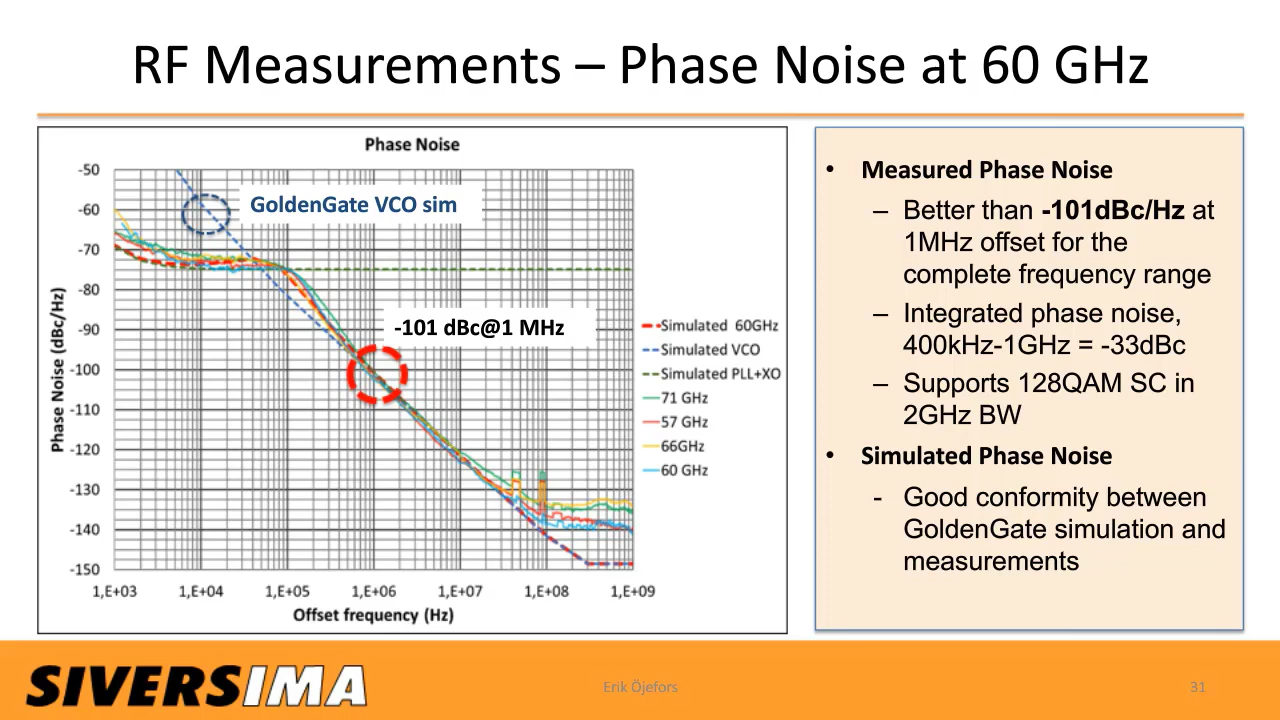 RF Measurements – Phase Noise at 60 GHz
Phase Noise
-50
-60
-70
-80
-90
-100
-110
-120
-130
-140
-150
Phase Noise (dBc/Hz)
GoldenGate VCO sim
-101 dBc@1 MHz
Simulated 60GHz
Simulated VCO
Simulated PLL+XO
71 GHz
57 GHz
66GHz
60 GHz
1,E+03 1,E+04 1,E+05 1,E+06 1,E+07 1,E+08 1,E+09
Offset frequency (Hz)
• Measured Phase Noise
– Better than -101dBc/Hz at
1MHz offset for the
complete frequency range
– Integrated phase noise,
400kHz-1GHz = -33dBc
– Supports 128QAM SC in
2GHz BW
• Simulated Phase Noise
- Good conformity between
GoldenGate simulation and
measurements
SIVERSIMA
Erik Öjefors
31